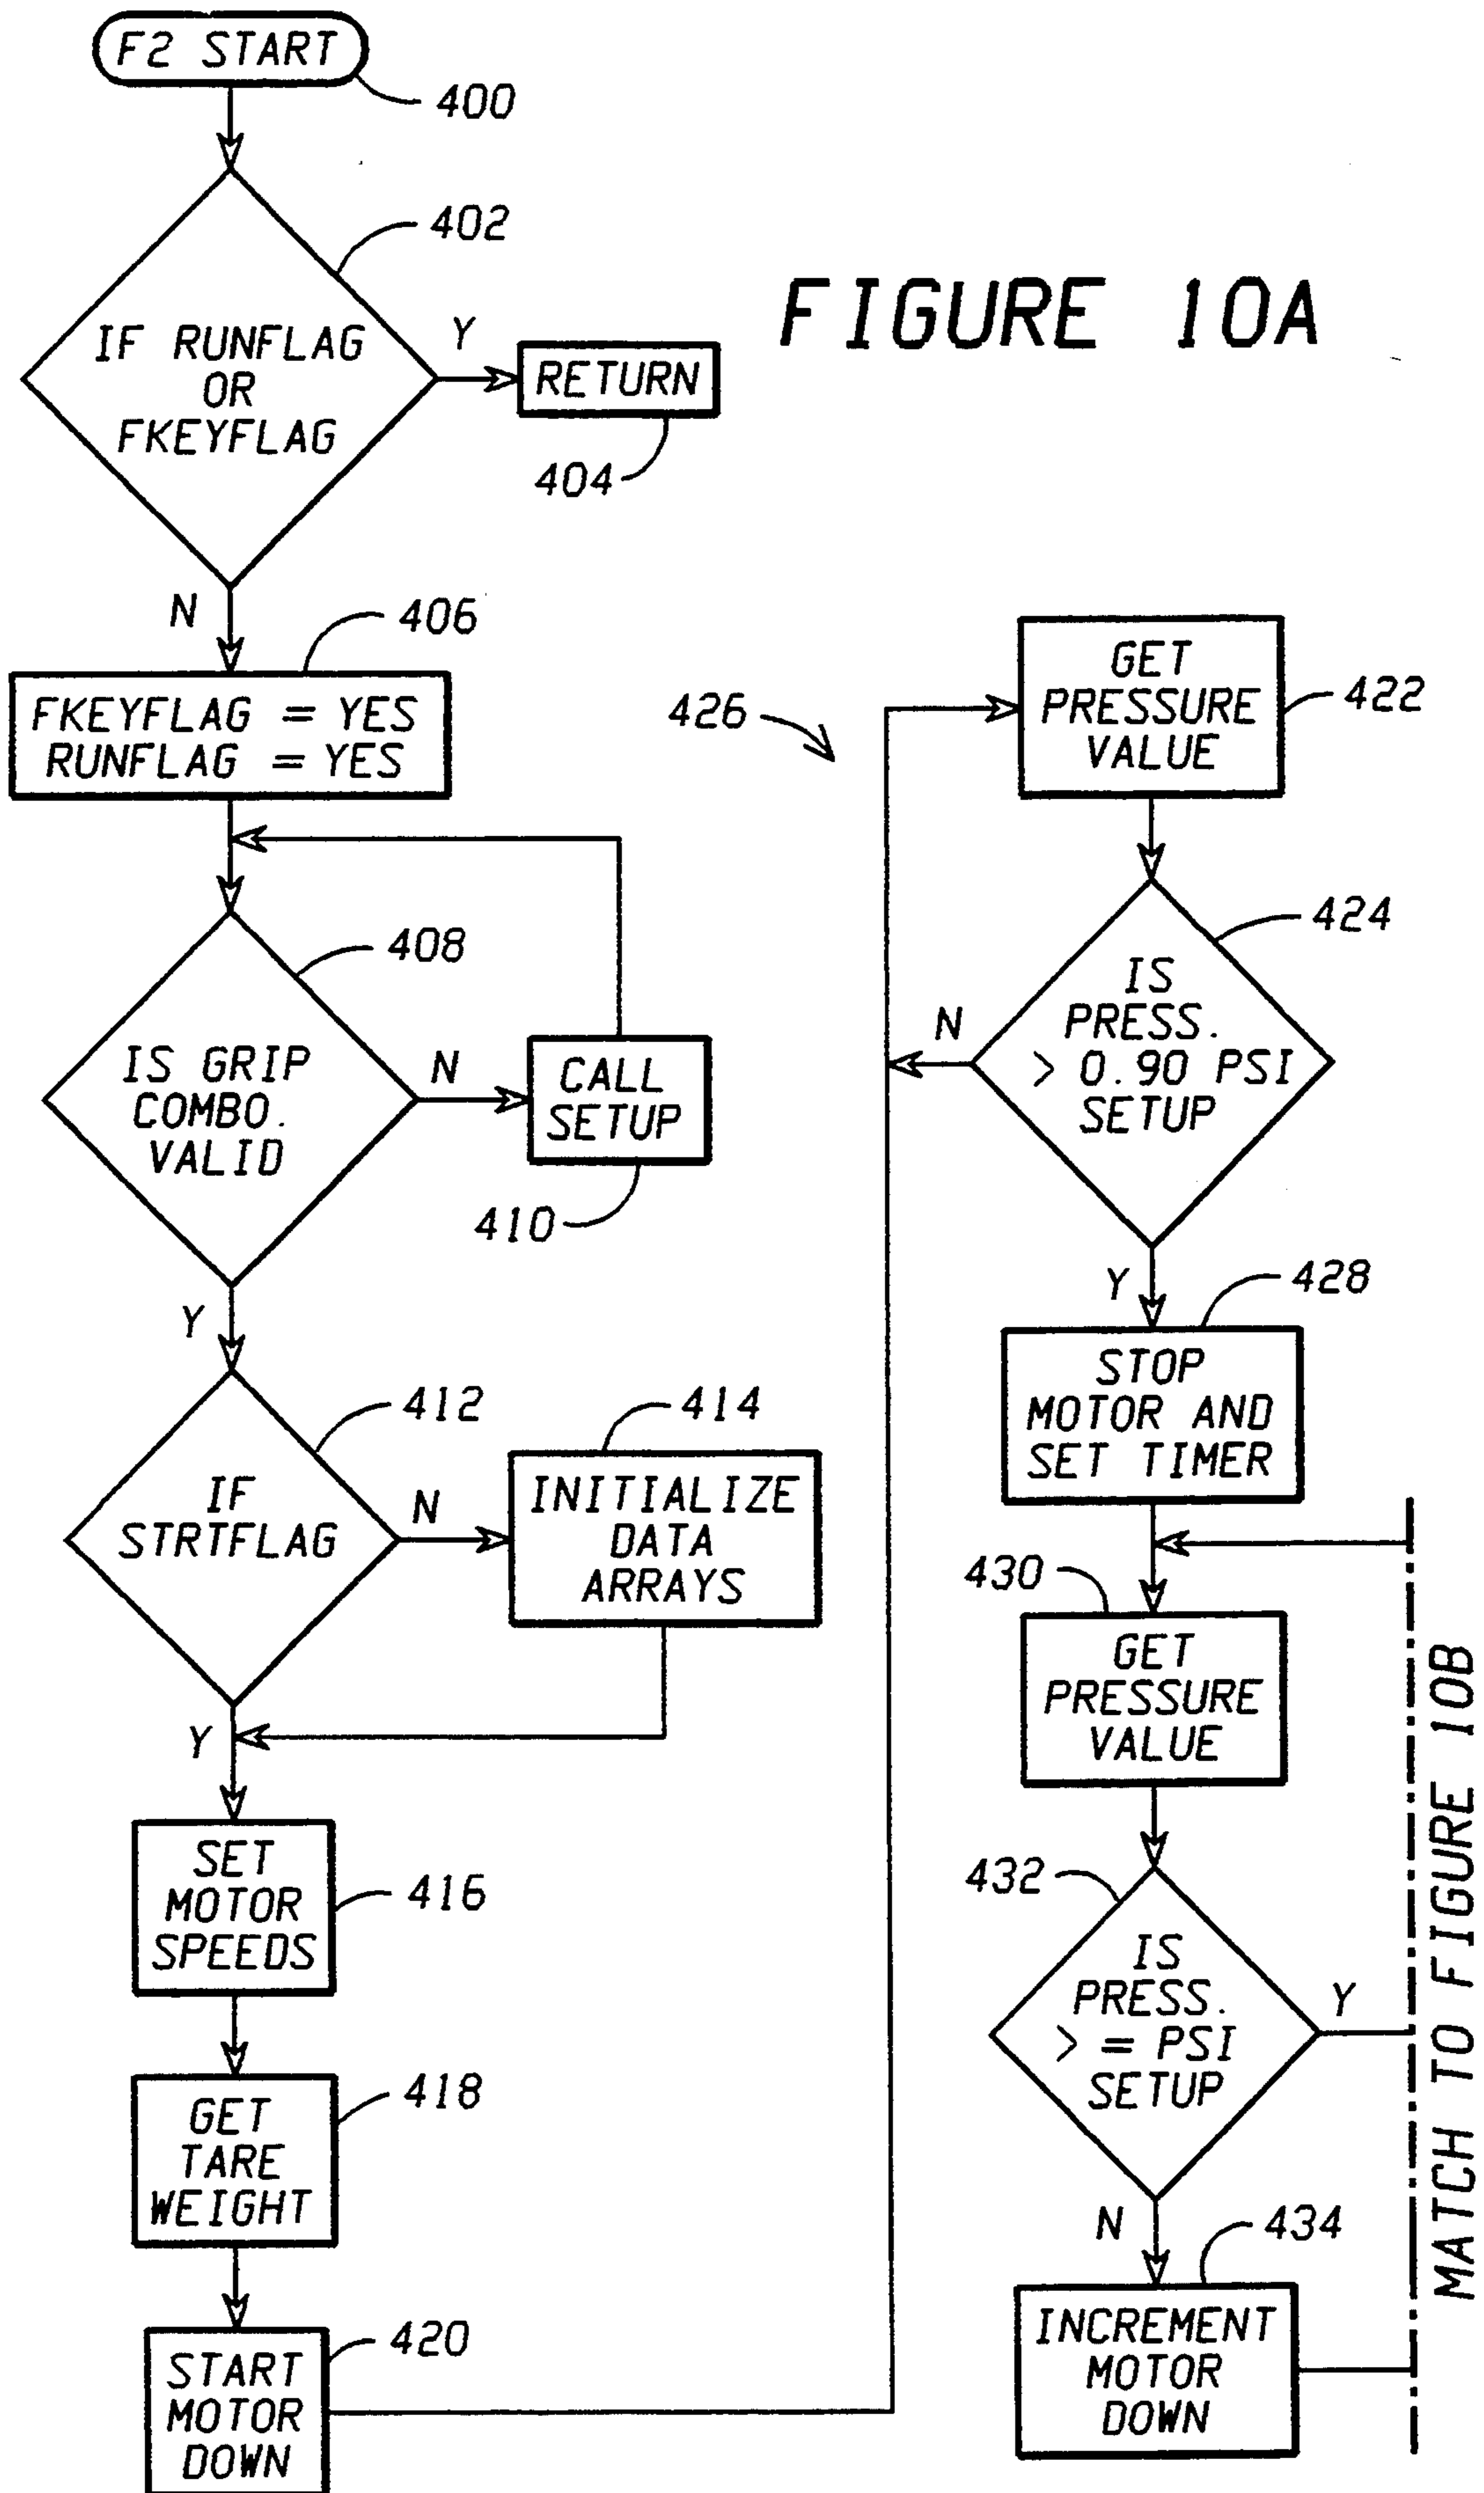 F2 START
400
402
IF RUNFLAG
OR
FKEYFLAG
Y
RETURN
404
FIGURE 10A
N
406
FKEYFLAG = YES
RUNFLAG = YES
408
IS GRIP
COMBO.
VALID
N
CALL
SETUP
410
Y
412
IF
STRTFLAG
N
414
INITIALIZE
DATA
ARRAYS
Y
SET
MOTOR
SPEEDS
416
GET
TARE
WEIGHT
418
START
MOTOR
DOWN
420
426
GET
PRESSURE
VALUE
422
424
IS
PRESS.
> 0.90 PSI
SETUP
N
Y
428
STOP
MOTOR AND
SET TIMER
430
GET
PRESSURE
VALUE
432
IS
PRESS.
> = PSI
SETUP
Y
N
434
INCREMENT
MOTOR
DOWN
MATCH TO FIGURE 10B